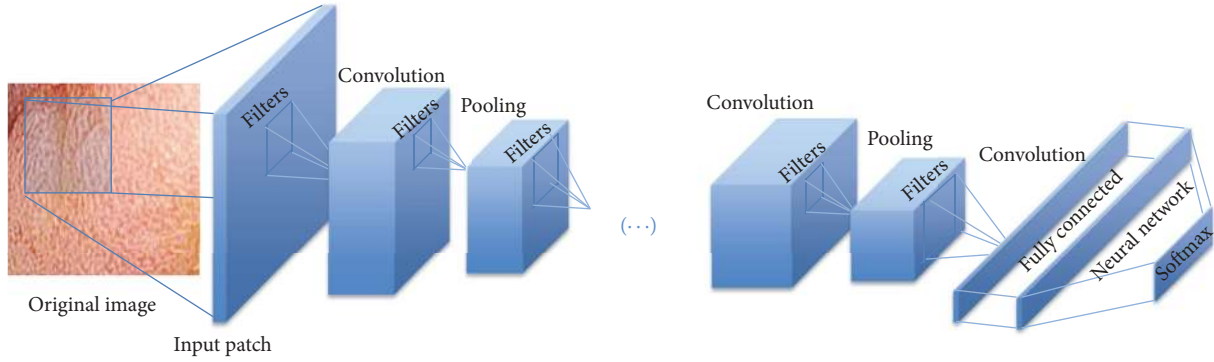 Original image
Input patch
Filters
Convolution
Filters
Pooling
Filters
(...)
Convolution
Filters
Pooling
Filters
Convolution
Fully connected
Neural network
Softmax